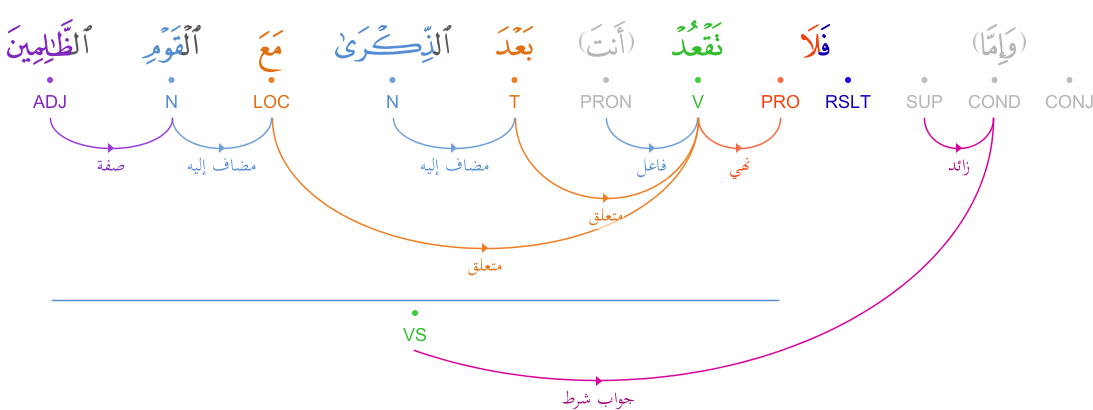 (وَإِمَّا) فَلَا تَقْعُدْ (أَنتَ) بَعْدَ ٱلذِّكْرَىٰ مَعَ ٱلْقَوْمِ ٱلظَّـٰلِمِينَ
ADJ N LOC N T PRON V PRO RSLT SUP COND CONJ
صفة مضاف إليه مضاف إليه فاعل نهي زائد
متعلق
متعلق
VS
جواب شرط